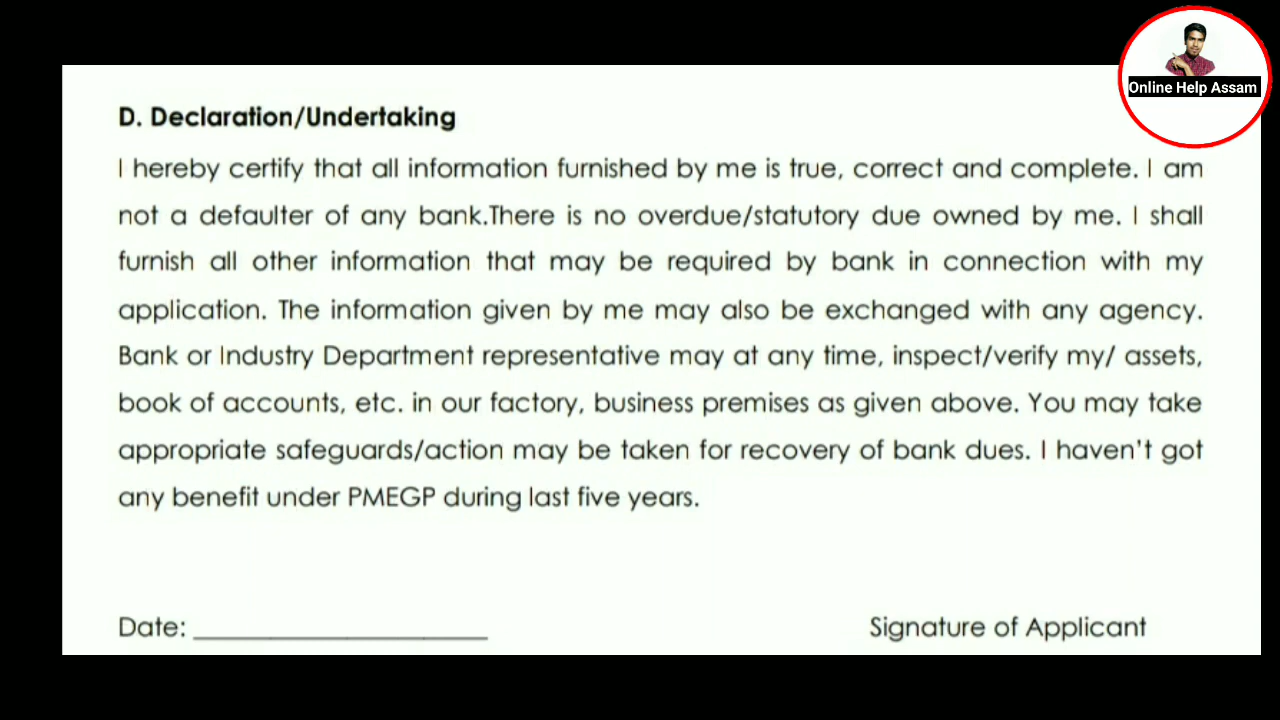 Online Help Assam
D. Declaration/Undertaking
I hereby certify that all information furnished by me is true, correct and complete. I am
not a defaulter of any bank.There is no overdue/statutory due owned by me. I shall
furnish all other information that may be required by bank in connection with my
application. The information given by me may also be exchanged with any agency.
Bank or Industry Department representative may at any time, inspect/verify my/ assets,
book of accounts, etc. in our factory, business premises as given above. You may take
appropriate safeguards/action may be taken for recovery of bank dues. I haven't got
any benefit under PMEGP during last five years.
Date: ____________________
Signature of Applicant